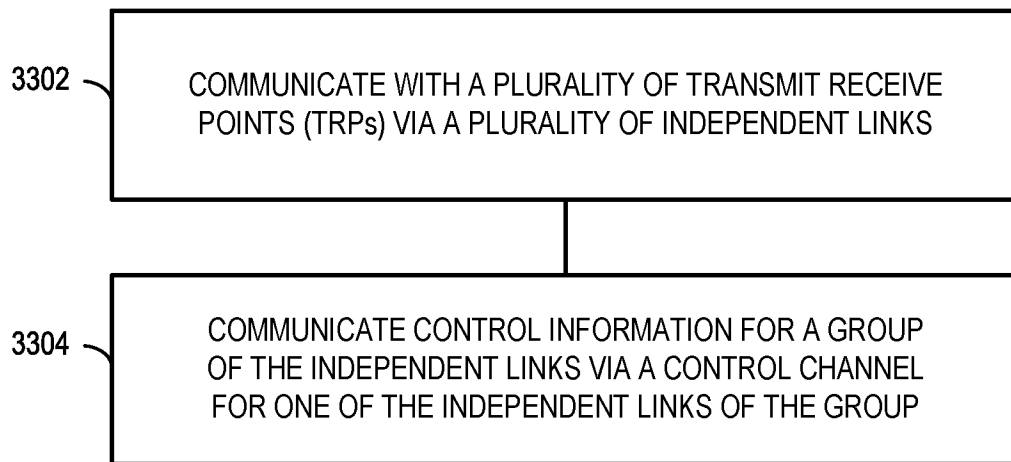 3302
COMMUNICATE WITH A PLURALITY OF TRANSMIT RECEIVE
POINTS (TRPs) VIA A PLURALITY OF INDEPENDENT LINKS
3304
COMMUNICATE CONTROL INFORMATION FOR A GROUP
OF THE INDEPENDENT LINKS VIA A CONTROL CHANNEL
FOR ONE OF THE INDEPENDENT LINKS OF THE GROUP